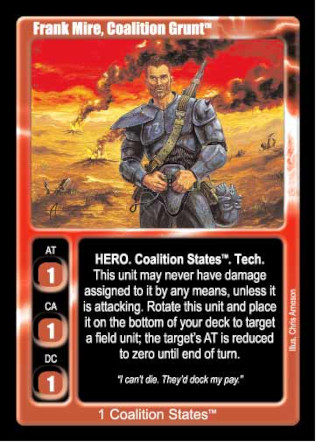 Frank Mire, Coalition Grunt™
AT
1
CA
1
DC
1
HERO. Coalition States™. Tech.
This unit may never have damage
assigned to it by any means, unless it
is attacking. Rotate this unit and place
it on the bottom of your deck to target
a field unit; the target's AT is reduced
to zero until end of turn.
"I can't die. They'd dock my pay."
Illus. Chris Arneson
1 Coalition States™